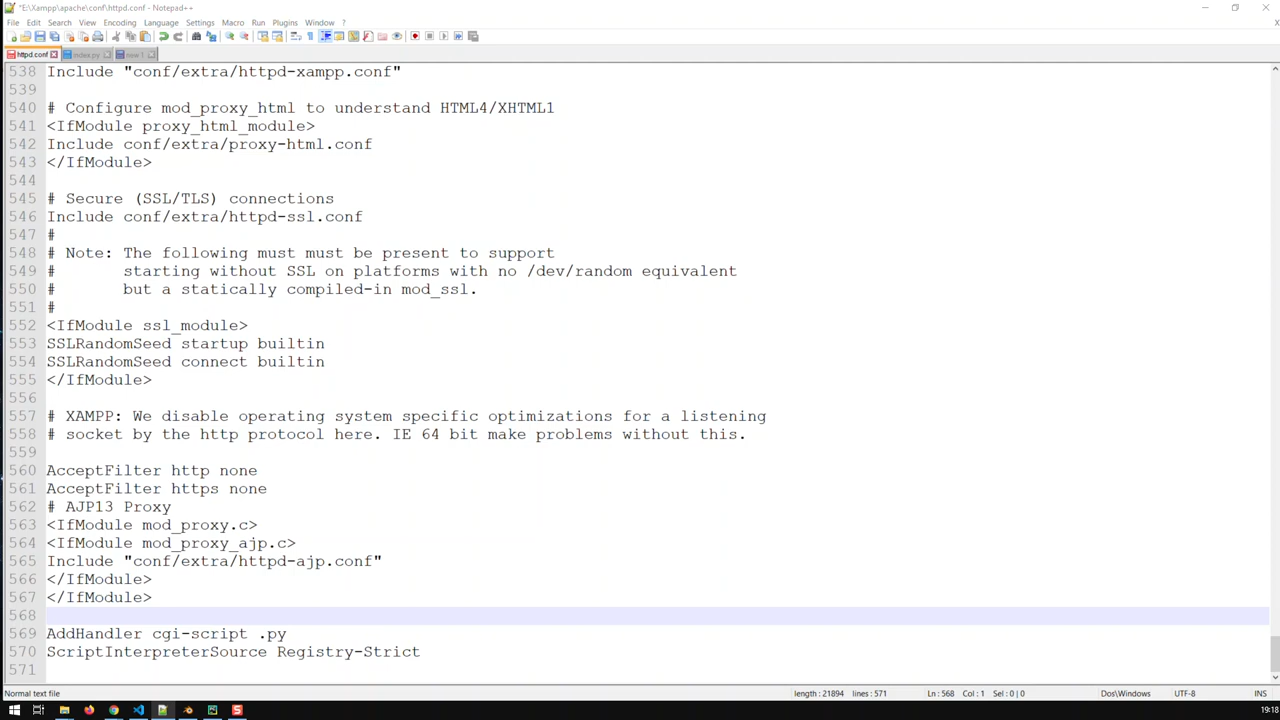 *E:\Xampp\apache\conf\httpd.conf - Notepad++
File Edit Search View Encoding Language Settings Macro Run Plugins Window ?
httpd.conf index.py new 1
538 Include "conf/extra/httpd-xampp.conf"
539
540 # Configure mod_proxy_html to understand HTML4/XHTML1
541 <IfModule proxy_html_module>
542 Include conf/extra/proxy-html.conf
543 </IfModule>
544
545 # Secure (SSL/TLS) connections
546 Include conf/extra/httpd-ssl.conf
547 #
548 # Note: The following must must be present to support
549 #       starting without SSL on platforms with no /dev/random equivalent
550 #       but a statically compiled-in mod_ssl.
551 #
552 <IfModule ssl_module>
553 SSLRandomSeed startup builtin
554 SSLRandomSeed connect builtin
555 </IfModule>
556
557 # XAMPP: We disable operating system specific optimizations for a listening
558 # socket by the http protocol here. IE 64 bit make problems without this.
559
560 AcceptFilter http none
561 AcceptFilter https none
562 # AJP13 Proxy
563 <IfModule mod_proxy.c>
564 <IfModule mod_proxy_ajp.c>
565 Include "conf/extra/httpd-ajp.conf"
566 </IfModule>
567 </IfModule>
568
569 AddHandler cgi-script .py
570 ScriptInterpreterSource Registry-Strict
571
Normal text file length : 21894 lines : 571 Ln : 568 Col : 1 Sel : 0 | 0 Dos\Windows UTF-8 INS
19:18